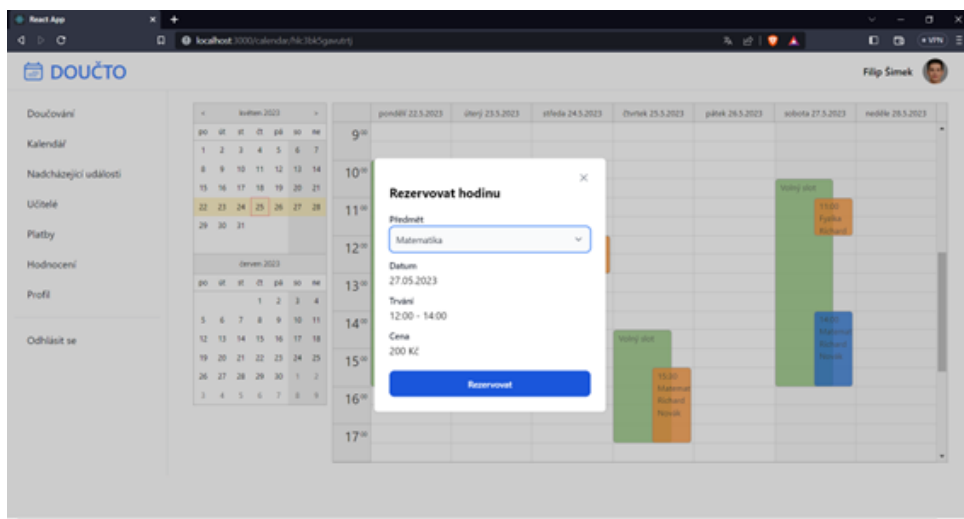 React App
localhost:3000/calendar/
VPN
DOUČTO
Filip Šimek
Doučování
Kalendář
Nadcházející události
Učitelé
Platby
Hodnocení
Profil
Odhlásit se
< květen 2023 >
po út st čt pá so ne
1 2 3 4 5 6 7
8 9 10 11 12 13 14
15 16 17 18 19 20 21
22 23 24 25 26 27 28
29 30 31
červen 2023
po út st čt pá so ne
1 2 3 4
5 6 7 8 9 10 11
12 13 14 15 16 17 18
19 20 21 22 23 24 25
26 27 28 29 30 1 2
3 4 5 6 7 8 9
pondělí 22.5.2023 úterý 23.5.2023 středa 24.5.2023 čtvrtek 25.5.2023 pátek 26.5.2023 sobota 27.5.2023 neděle 28.5.2023
9 00
10 00
11 00
12 00
13 00
14 00
15 00
16 00
17 00
Rezervovat hodinu
Předmět
Matematika
Datum
27.05.2023
Trvání
12:00 - 14:00
Cena
200 Kč
Rezervovat
Volný slot
15:00
Matemat
Richard
Novák
Volný slot
11:00
Fyzika
Richard
14:00
Matemat
Richard
Novák